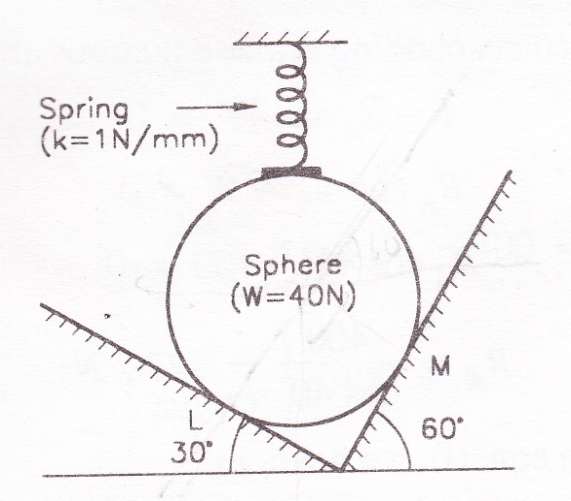 Spring
(k=1N/mm)
Sphere
(W=40N)
M
L
30°
60°